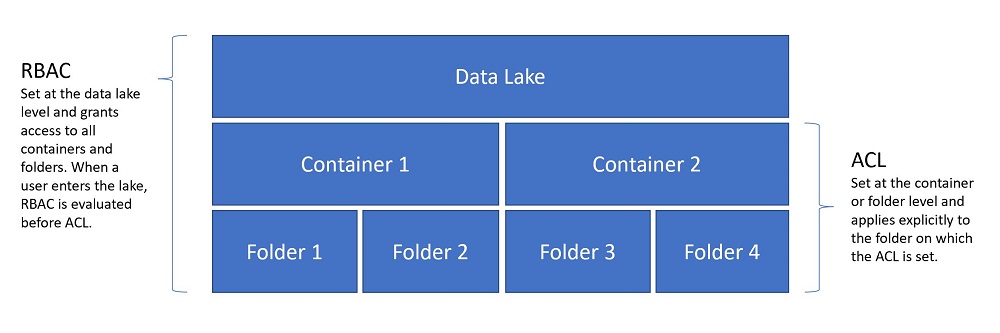 RBAC
Set at the data lake
level and grants
access to all
containers and
folders. When a
user enters the lake,
RBAC is evaluated
before ACL.
Data Lake
Container 1
Container 2
Folder 1
Folder 2
Folder 3
Folder 4
ACL
Set at the container
or folder level and
applies explicitly to
the folder on which
the ACL is set.